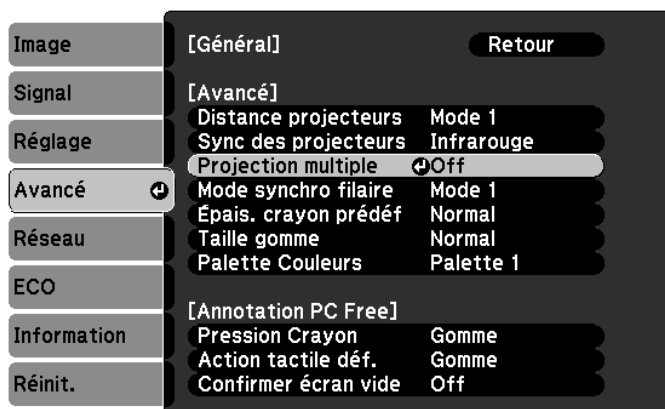 Image
Signal
Réglage
Avancé
Réseau
ECO
Information
Réinit.
[Général] Retour
[Avancé]
Distance projecteurs Mode 1
Sync des projecteurs Infrarouge
Projection multiple Off
Mode synchro filaire Mode 1
Épais. crayon prédéf Normal
Taille gomme Normal
Palette Couleurs Palette 1
[Annotation PC Free]
Pression Crayon Gomme
Action tactile déf. Gomme
Confirmer écran vide Off